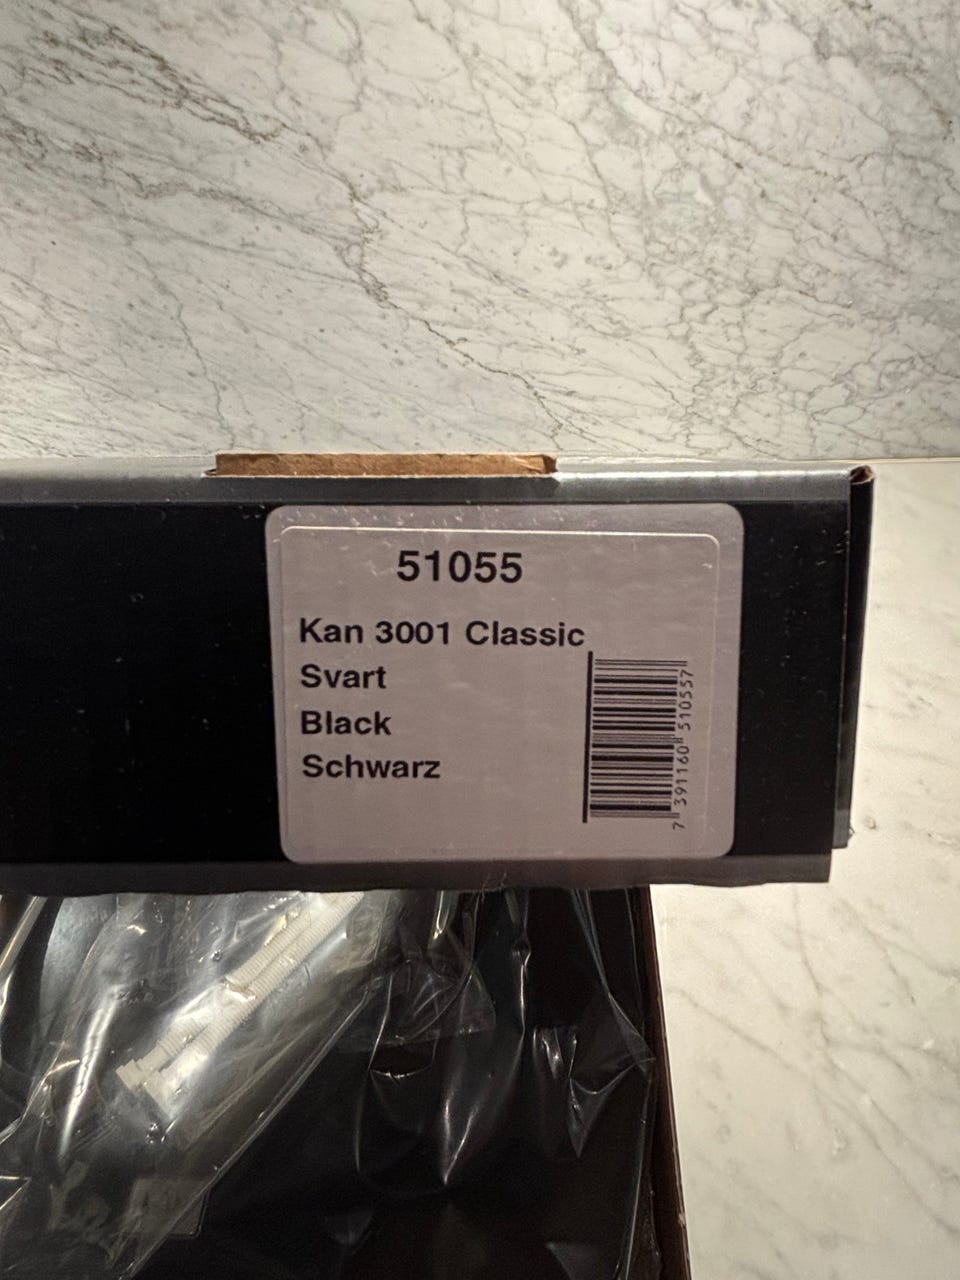 51055
Kan 3001 Classic
Svart
Black
Schwarz
7 391160 510557